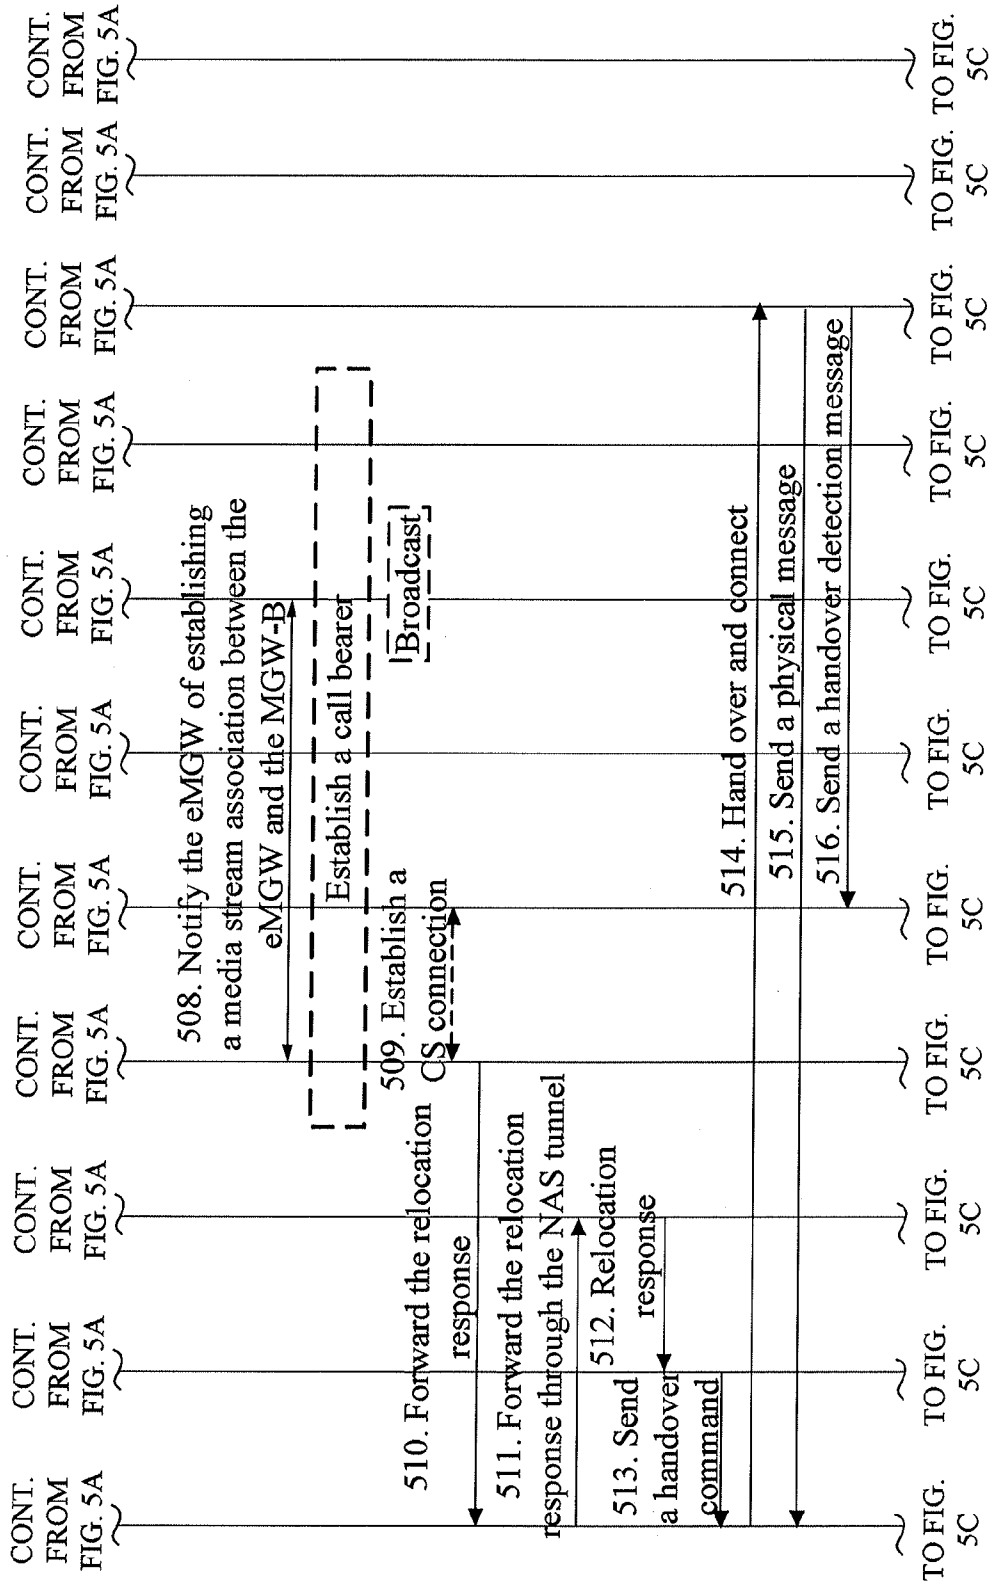 CONT.
FROM
FIG. 5A
CONT.
FROM
FIG. 5A
CONT.
FROM
FIG. 5A
CONT.
FROM
FIG. 5A
CONT.
FROM
FIG. 5A
CONT.
FROM
FIG. 5A
CONT.
FROM
FIG. 5A
CONT.
FROM
FIG. 5A
CONT.
FROM
FIG. 5A
CONT.
FROM
FIG. 5A
CONT.
FROM
FIG. 5A
508. Notify the eMGW of establishing
a media stream association between the
eMGW and the MGW-B
Establish a call bearer
Broadcast
509. Establish a
CS connection
510. Forward the relocation
response
511. Forward the relocation
response through the NAS tunnel
512. Relocation
response
513. Send
a handover
command
514. Hand over and connect
515. Send a physical message
516. Send a handover detection message
TO FIG.
5C
TO FIG.
5C
TO FIG.
5C
TO FIG.
5C
TO FIG.
5C
TO FIG.
5C
TO FIG.
5C
TO FIG.
5C
TO FIG.
5C
TO FIG.
5C
TO FIG.
5C